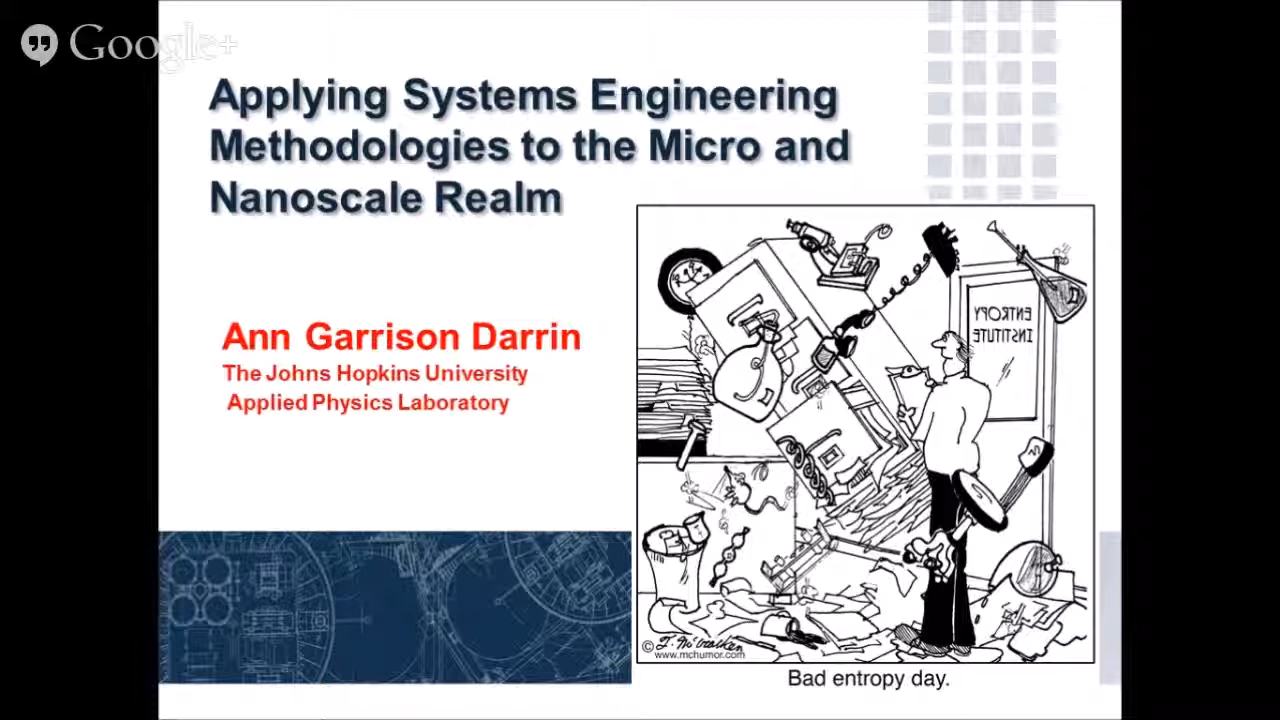 Google+
Applying Systems Engineering
Methodologies to the Micro and
Nanoscale Realm
Ann Garrison Darrin
The Johns Hopkins University
Applied Physics Laboratory
ENTROPY
INSTITUTE
© T. McCracken
www.mchumor.com
Bad entropy day.